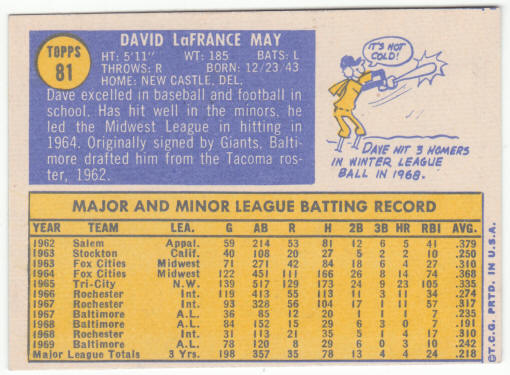 TOPPS
81
DAVID LaFRANCE MAY
HT: 5'11" WT: 185 BATS: L
THROWS: R BORN: 12/23/43
HOME: NEW CASTLE, DEL.
Dave excelled in baseball and football in
school. Has hit well in the minors, he
led the Midwest League in hitting in
1964. Originally signed by Giants, Balti-
more drafted him from the Tacoma ros-
ter, 1962.
IT'S NOT
COLD!
DAVE HIT 3 HOMERS
IN WINTER LEAGUE
BALL IN 1968.
MAJOR AND MINOR LEAGUE BATTING RECORD
YEAR TEAM LEA. G AB R H 2B 3B HR RBI AVG.
1962 Salem Appal. 59 214 53 81 12 6 5 41 .379
1963 Stockton Calif. 40 108 20 27 5 2 2 10 .250
1963 Fox Cities Midwest 71 271 42 84 18 6 4 27 .310
1964 Fox Cities Midwest 122 451 111 166 26 8 14 74 .368
1965 Tri-City N.W. 139 517 129 173 24 9 23 105 .335
1966 Rochester Int. 119 413 55 113 11 3 11 34 .274
1967 Rochester Int. 93 328 56 104 17 1 11 57 .317
1967 Baltimore A.L. 36 85 12 20 1 1 1 7 .235
1968 Baltimore A.L. 84 152 15 29 6 3 0 7 .191
1968 Rochester Int. 31 113 21 35 5 1 4 17 .310
1969 Baltimore A.L. 78 120 8 29 6 0 3 10 .242
Major League Totals 3 Yrs. 198 357 35 78 13 4 4 24 .218
©T.C.G. PRTD. IN U.S.A.